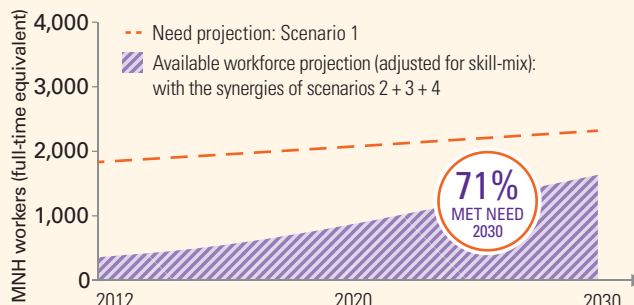 MNH workers (full-time equivalent)
4,000
3,000
2,000
1,000
0
Need projection: Scenario 1
Available workforce projection (adjusted for skill-mix):
with the synergies of scenarios 2 + 3 + 4
71%
MET NEED
2030
2012
2020
2030